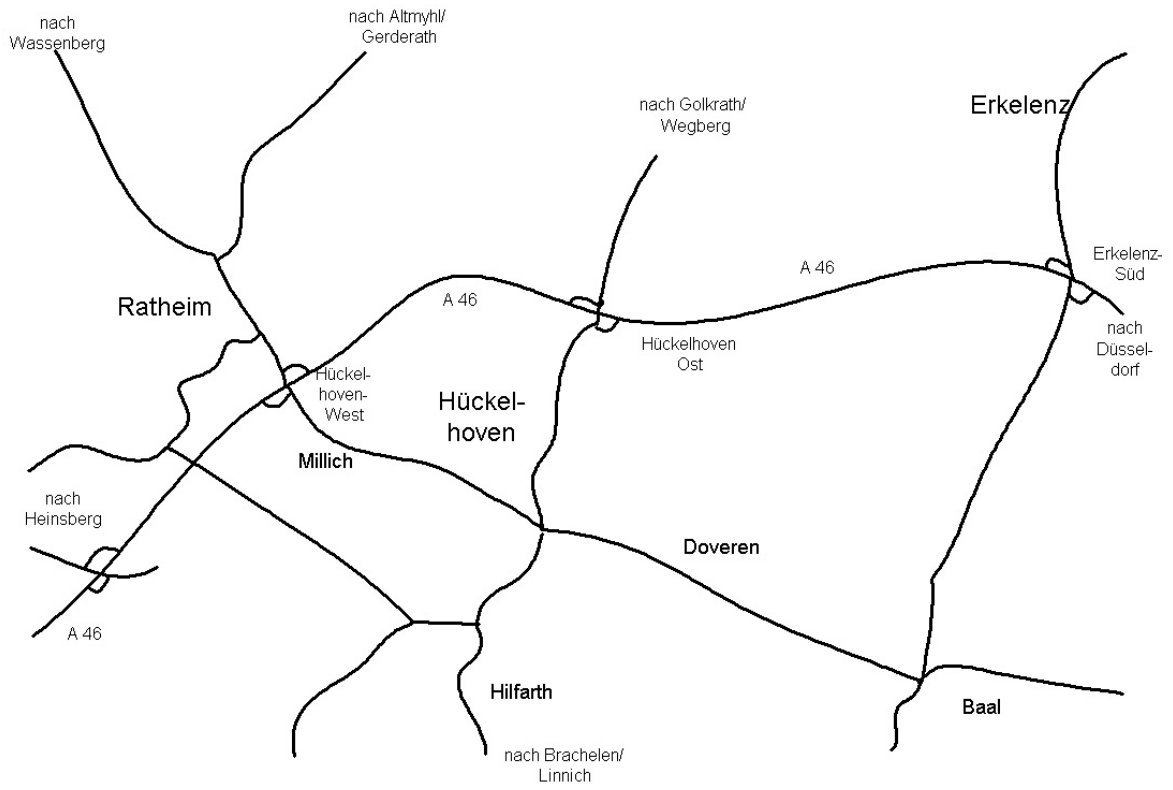 nach
Wassenberg
nach Altmyhl/
Gerderath
nach Golkrath/
Wegberg
Erkelenz
Erkelenz-
Süd
A 46
A 46
Ratheim
nach
Düssel-
dorf
Hückelhoven
Ost
Hückel-
hoven-
West
Hückel-
hoven
Millich
nach
Heinsberg
Doveren
A 46
Hilfarth
Baal
nach Brachelen/
Linnich